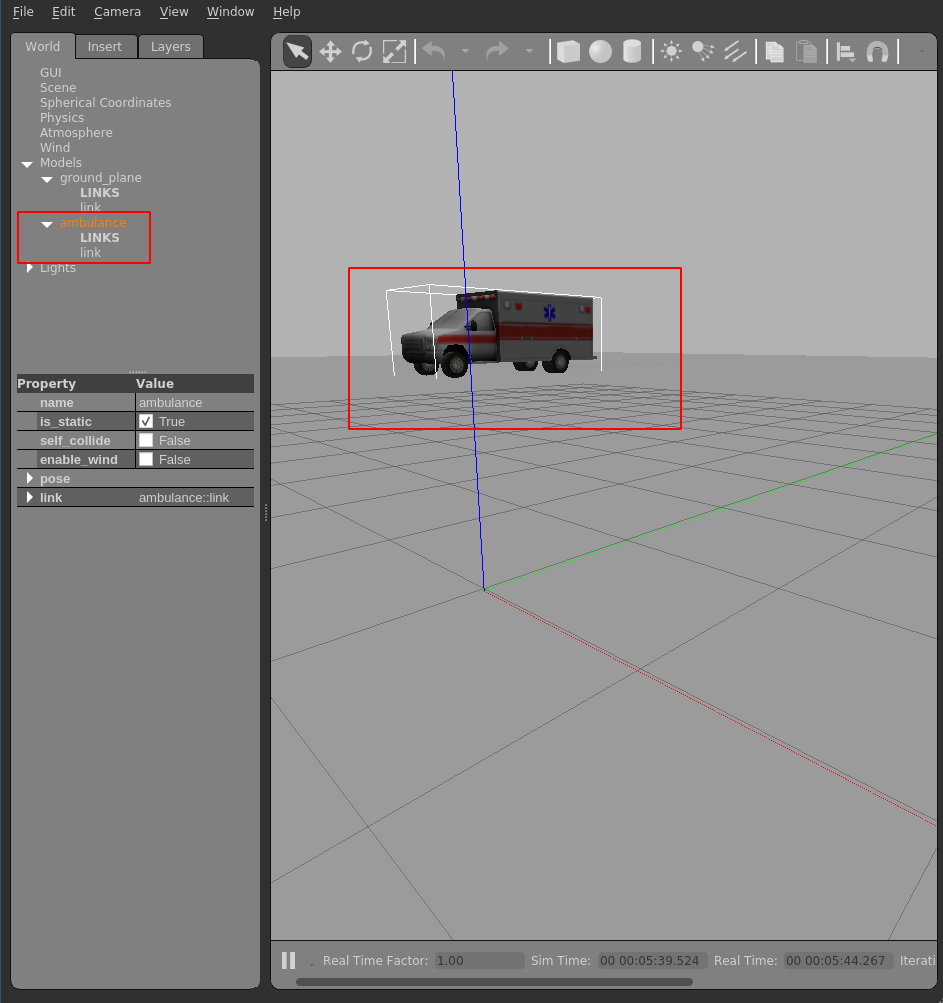 File Edit Camera View Window Help
World Insert Layers
GUI
Scene
Spherical Coordinates
Physics
Atmosphere
Wind
Models
ground_plane
LINKS
link
ambulance
LINKS
link
Lights
Property Value
name ambulance
is_static True
self_collide False
enable_wind False
pose
link ambulance::link
Real Time Factor: 1.00 Sim Time: 00 00:05:39.524 Real Time: 00 00:05:44.267 Iterati